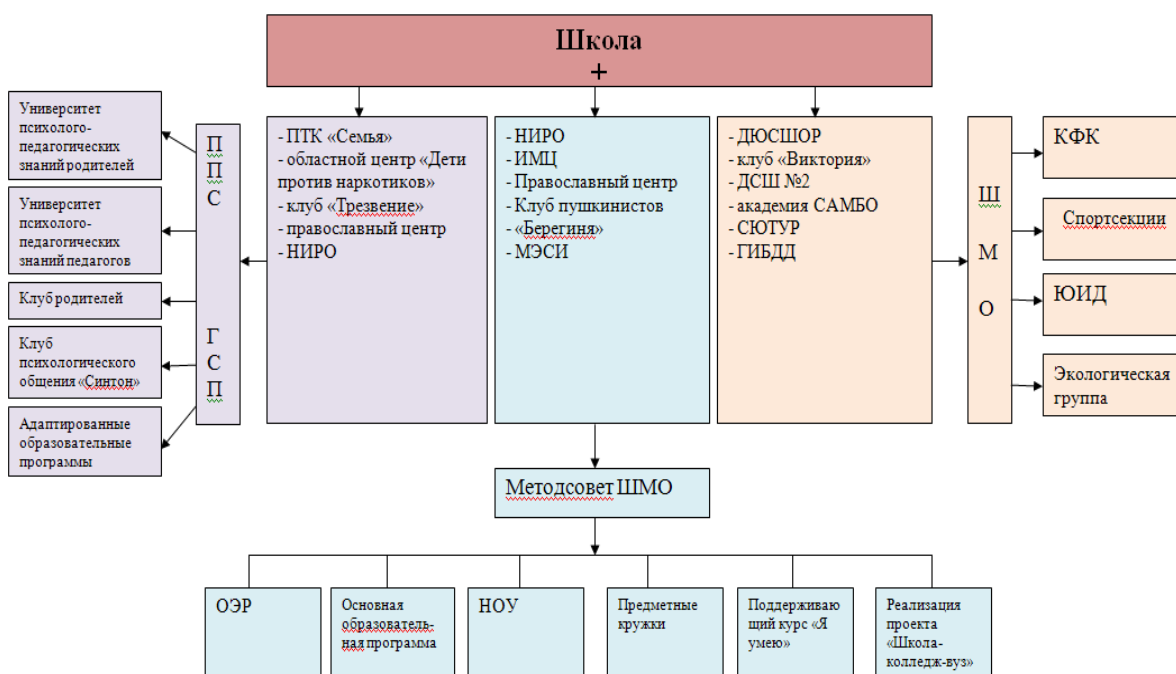 Школа
+
Университет
психолого-
педагогических
знаний родителей
Университет
психолого-
педагогических
знаний педагогов
Клуб родителей
Клуб
психологического
общения «Синтон»
Адаптированные
образовательные
программы
П
П
С
Г
С
П
- ПТК «Семья»
- областной центр «Дети
против наркотиков»
- клуб «Трезвение»
- православный центр
- НИРО
- НИРО
- ИМЦ
- Православный центр
- Клуб пушкинистов
- «Берегиня»
- МЭСИ
- ДЮСШОР
- клуб «Виктория»
- ДСШ №2
- академия САМБО
- СЮТУР
- ГИБДД
Ш
М
О
КФК
Спортсекции
ЮИД
Экологическая
группа
Методсовет ШМО
ОЭР
Основная
образователь-
ная программа
НОУ
Предметные
кружки
Поддерживаю
щий курс «Я
умею»
Реализация
проекта
«Школа-
колледж-вуз»